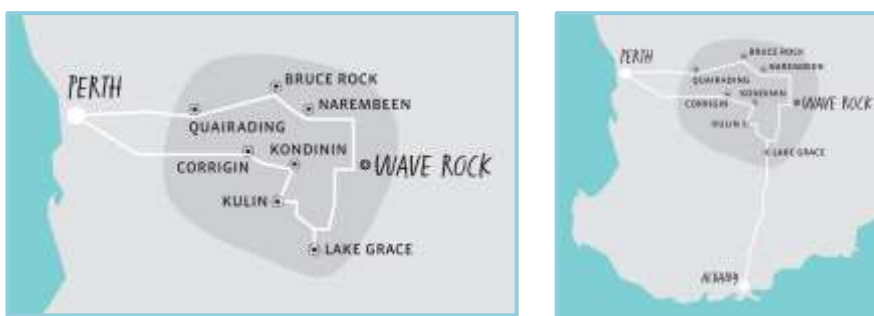 BRUCE ROCK
PERTH
NAREMBEEN
QUAIRADING
KONDININ
CORRIGIN
WAVE ROCK
KULIN
LAKE GRACE
BRUCE ROCK
PERTH
NAREMBEEN
QUAIRADING
KONDININ
CORRIGIN
WAVE ROCK
KULIN
LAKE GRACE
ALBANY